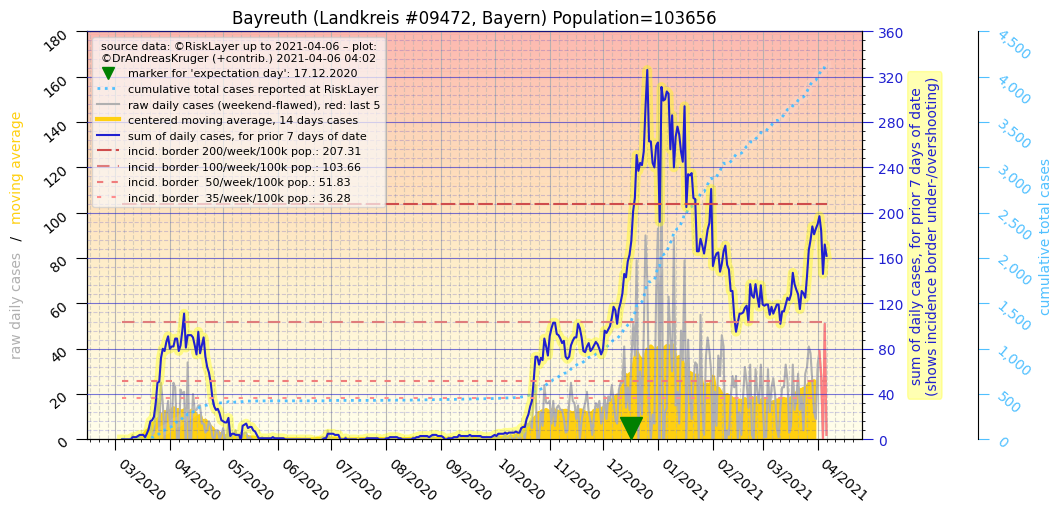 Bayreuth (Landkreis #09472, Bayern) Population=103656
source data: ©RiskLayer up to 2021-04-06 – plot:
©DrAndreasKruger (+contrib.) 2021-04-06 04:02
marker for 'expectation day': 17.12.2020
cumulative total cases reported at RiskLayer
raw daily cases (weekend-flawed), red: last 5
centered moving average, 14 days cases
sum of daily cases, for prior 7 days of date
incid. border 200/week/100k pop.: 207.31
incid. border 100/week/100k pop.: 103.66
incid. border  50/week/100k pop.: 51.83
incid. border  35/week/100k pop.: 36.28
raw daily cases / moving average
180
160
140
120
100
80
60
40
20
0
03/2020
04/2020
05/2020
06/2020
07/2020
08/2020
09/2020
10/2020
11/2020
12/2020
01/2021
02/2021
03/2021
04/2021
360
320
280
240
200
160
120
80
40
0
sum of daily cases, for prior 7 days of date
(shows incidence border under-/overshooting)
4,500
4,000
3,500
3,000
2,500
2,000
1,500
1,000
500
0
cumulative total cases